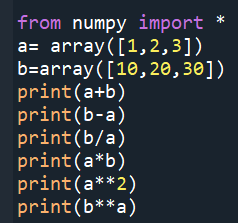 from numpy import *
a= array([1,2,3])
b=array([10,20,30])
print(a+b)
print(b-a)
print(b/a)
print(a*b)
print(a**2)
print(b**a)